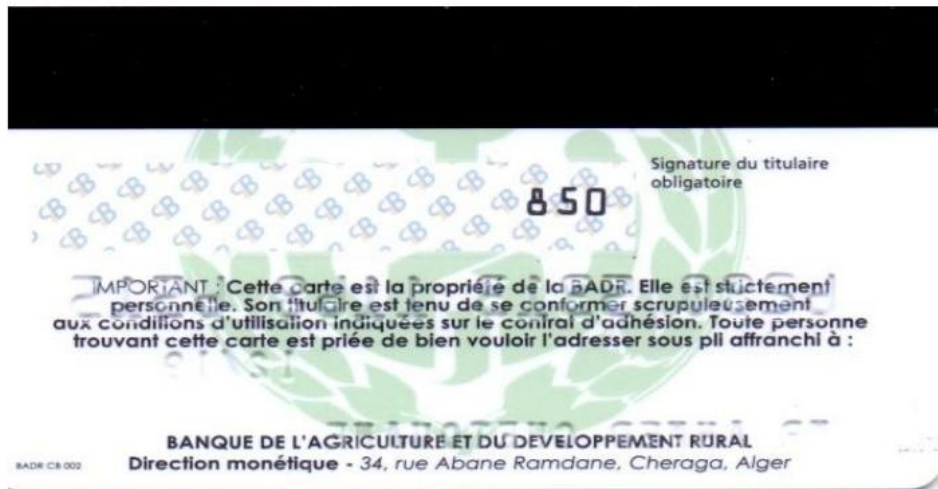 Signature du titulaire
obligatoire
850
IMPORTANT : Cette carte est la propriété de la BADR. Elle est strictement
personnelle. Son titulaire est tenu de se conformer scrupuleusement
aux conditions d'utilisation indiquées sur le contrat d'adhésion. Toute personne
trouvant cette carte est priée de bien vouloir l'adresser sous pli affranchi à :
BANQUE DE L'AGRICULTURE ET DU DEVELOPPEMENT RURAL
BADR CB 002
Direction monétique - 34, rue Abane Ramdane, Cheraga, Alger